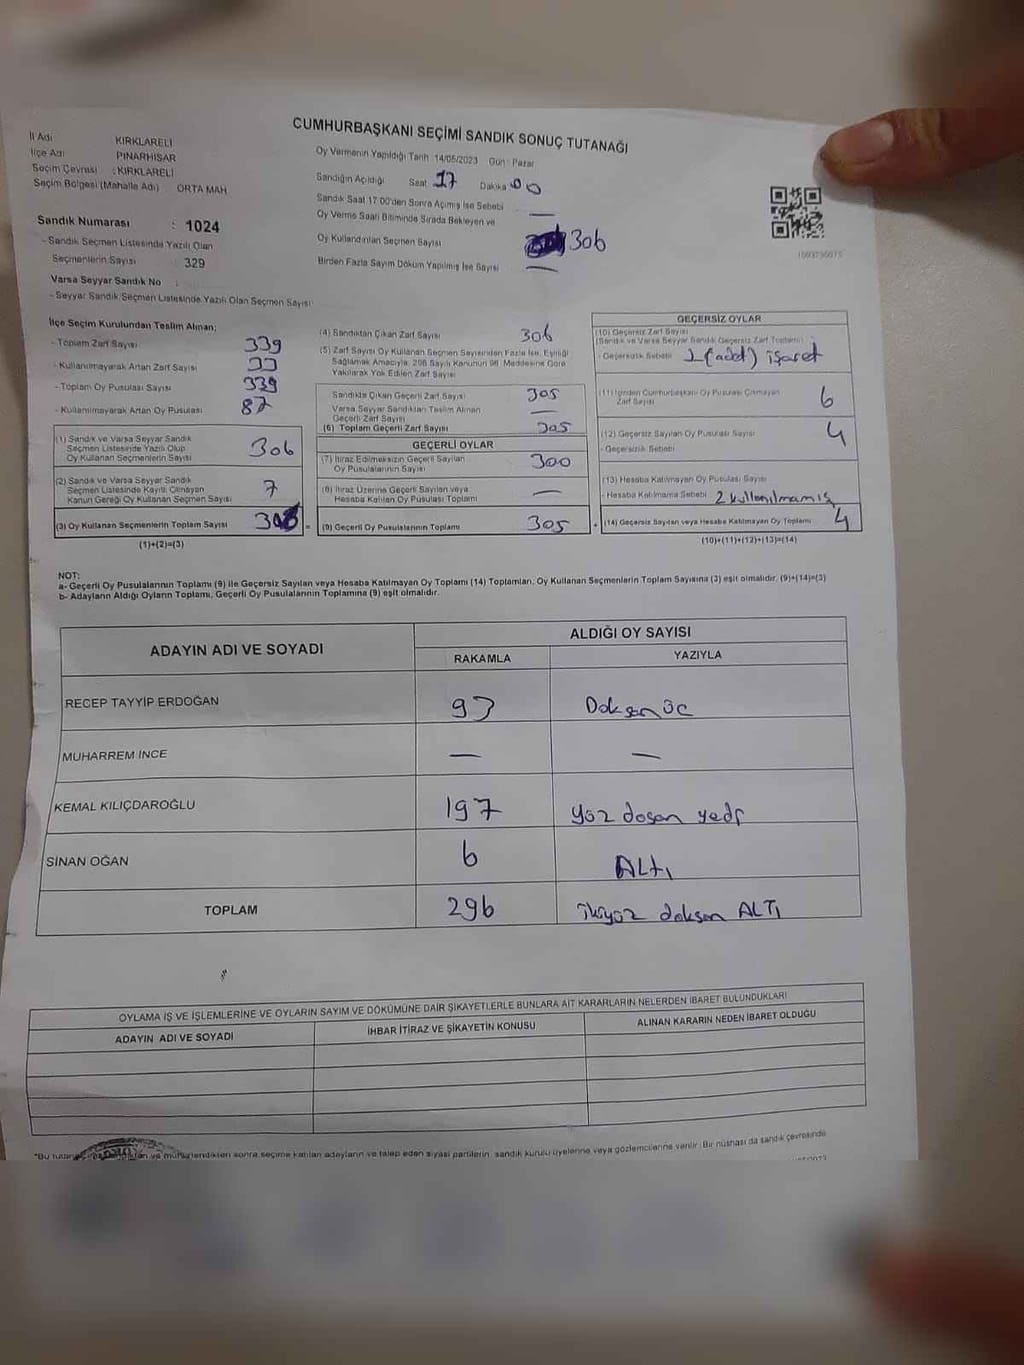 CUMHURBAŞKANI SEÇİMİ SANDIK SONUÇ TUTANAĞI
İl Adı KIRKLARELİ
İlçe Adı PINARHİSAR
Seçim Çevresi : KIRKLARELİ
Seçim Bölgesi (Mahalle Adı) ORTA MAH
Sandık Numarası : 1024
- Sandık Seçmen Listesinde Yazılı Olan
Seçmenlerin Sayısı : 329
Varsa Seyyar Sandık No :
- Seyyar Sandık Seçmen Listesinde Yazılı Olan Seçmen Sayısı:
Oy Vermenin Yapıldığı Tarih 14/05/2023 Gün : Pazar
Sandığın Açıldığı Saat 17 Dakika 00
Sandık Saat 17:00'den Sonra Açımış İse Sebebi —
Oy Verme Saati Bitiminde Sırada Bekleyen ve
Oy Kullandırılan Seçmen Sayısı 306
Birden Fazla Sayım Döküm Yapılmış İse Sayısı —
İlçe Seçim Kurulundan Teslim Alınan;
- Toplam Zarf Sayısı 339
- Kullanılmayarak Artan Zarf Sayısı 33
- Toplam Oy Pusulası Sayısı 339
- Kullanılmayarak Artan Oy Pusulası 87
(1) Sandık ve Varsa Seyyar Sandık
Seçmen Listesinde Yazılı Olup
Oy Kullanan Seçmenlerin Sayısı 306
(2) Sandık ve Varsa Seyyar Sandık
Seçmen Listesinde Kayıtlı Olmayan
Kanun Gereği Oy Kullanan Seçmen Sayısı 7
(3) Oy Kullanan Seçmenlerin Toplam Sayısı
(1)+(2)=(3)
(4) Sandıktan Çıkan Zarf Sayısı 306
(5) Zarf Sayısı Oy Kullanan Seçmen Sayısından Fazla İse, Eşitliği
Sağlamak Amacıyla, 298 Sayılı Kanunun 98. Maddesine Göre
Yakılarak Yok Edilen Zarf Sayısı
Sandıkta Çıkan Geçerli Zarf Sayısı 305
Varsa Seyyar Sandıktan Teslim Alınan
Geçerli Zarf Sayısı —
(6) Toplam Geçerli Zarf Sayısı 305
GEÇERLİ OYLAR
(7) İtiraz Edilmeksizin Geçerli Sayılan
Oy Pusulalarının Sayısı 300
(8) İtiraz Üzerine Geçerli Sayılan veya
Hesaba Katılan Oy Pusulası Toplamı —
(9) Geçerli Oy Pusulalarının Toplamı 305
GEÇERSİZ OYLAR
(10) Geçersiz Zarf Sayısı
(Sandık ve Varsa Seyyar Sandık Geçersiz Zarf Toplamı)
- Geçersizlik Sebebi 1 (adet) işaret
(11) İçinden Cumhurbaşkanı Oy Pusulası Çıkmayan
Zarf Sayısı 6
(12) Geçersiz Sayılan Oy Pusulası Sayısı 4
- Geçersizlik Sebebi
(13) Hesaba Katılmayan Oy Pusulası Sayısı
- Hesaba Katılmama Sebebi 2 kullanılmamış
(14) Geçersiz Sayılan veya Hesaba Katılmayan Oy Toplamı 4
(10)+(11)+(12)+(13)=(14)
NOT:
a- Geçerli Oy Pusulalarının Toplamı (9) ile Geçersiz Sayılan veya Hesaba Katılmayan Oy Toplamı (14) Toplamları, Oy Kullanan Seçmenlerin Toplam Sayısına (3) eşit olmalıdır. (9)+(14)=(3)
b- Adayların Aldığı Oyların Toplamı, Geçerli Oy Pusulalarının Toplamına (9) eşit olmalıdır.
ADAYIN ADI VE SOYADI ALDIĞI OY SAYISI
RAKAMLA YAZIYLA
RECEP TAYYİP ERDOĞAN 93 Doksan üç
MUHARREM İNCE — —
KEMAL KILIÇDAROĞLU 197 yüz dosan yedi
SİNAN OĞAN 6 ALTI
TOPLAM 296 ikiyüz doksan ALTI
OYLAMA İŞ VE İŞLEMLERİNE VE OYLARIN SAYIM VE DÖKÜMÜNE DAİR ŞİKAYETLERLE BUNLARA AİT KARARLARIN NELERDEN İBARET BULUNDUKLARI
ADAYIN ADI VE SOYADI İHBAR İTİRAZ VE ŞİKAYETİN KONUSU ALINAN KARARIN NEDEN İBARET OLDUĞU
mühürlendikten sonra seçime katılan adayların ve talep eden siyasi partilerin, sandık kurulu üyelerine veya gözlemcilerine verilir. Bir nüshası da sandık çevresinde